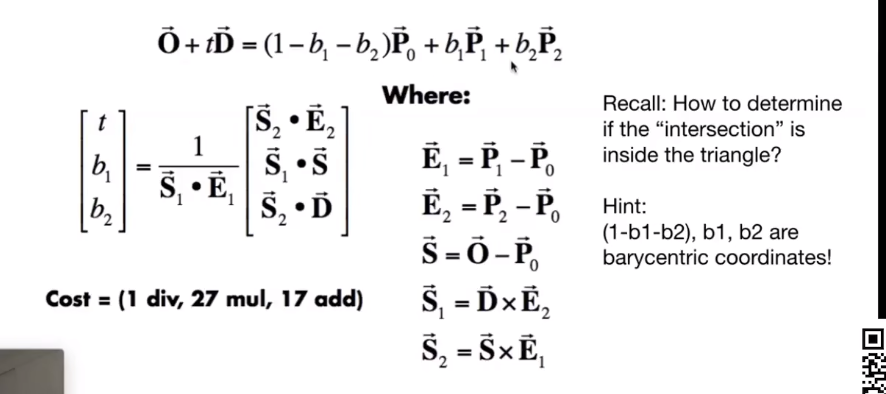 O⃗ + tD⃗ = (1 − b₁ − b₂)P⃗₀ + b₁P⃗₁ + b₂P⃗₂
[t b₁ b₂] = 1 / (S⃗₁ • E⃗₁) [S⃗₂ • E⃗₂ S⃗₁ • S⃗ S⃗₂ • D⃗]
Cost = (1 div, 27 mul, 17 add)
Where:
E⃗₁ = P⃗₁ − P⃗₀
E⃗₂ = P⃗₂ − P⃗₀
S⃗ = O⃗ − P⃗₀
S⃗₁ = D⃗ × E⃗₂
S⃗₂ = S⃗ × E⃗₁
Recall: How to determine
if the “intersection” is
inside the triangle?
Hint:
(1-b1-b2), b1, b2 are
barycentric coordinates!